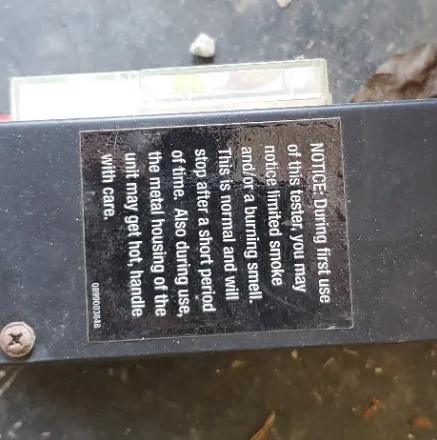 NOTICE: During first use
of this tester, you may
notice limited smoke
and/or a burning smell.
This is normal and will
stop after a short period
of time. Also during use,
the metal housing of the
unit may get hot, handle
with care.
0899003848